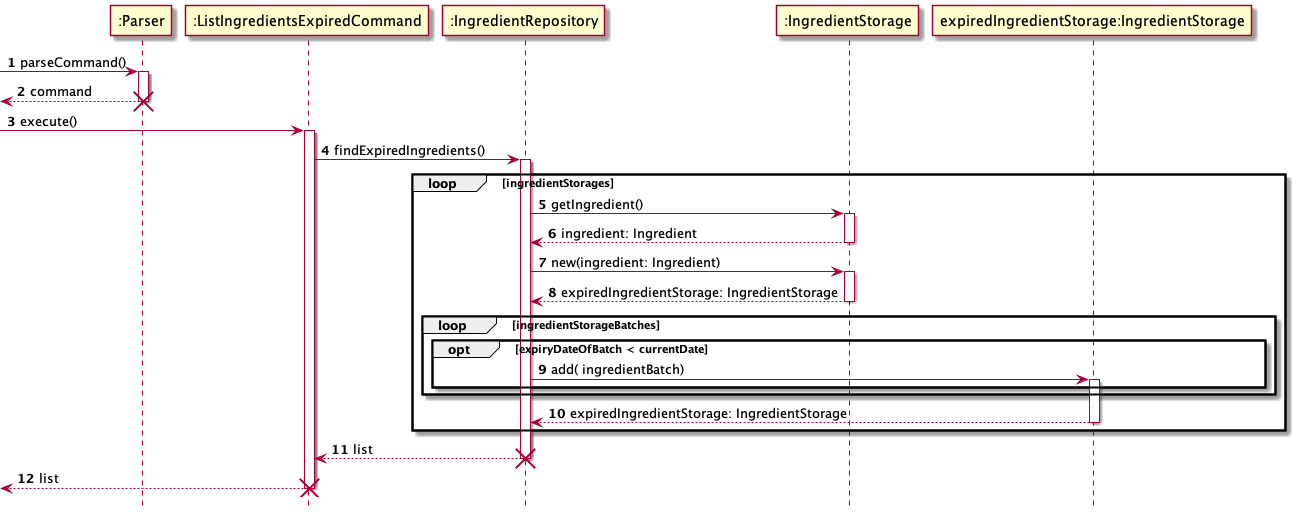 :Parser
:ListIngredientsExpiredCommand
:IngredientRepository
:IngredientStorage
expiredIngredientStorage:IngredientStorage
1 parseCommand()
2 command
3 execute()
4 findExpiredIngredients()
loop [ingredientStorages]
5 getIngredient()
6 ingredient: Ingredient
7 new(ingredient: Ingredient)
8 expiredIngredientStorage: IngredientStorage
loop [ingredientStorageBatches]
opt [expiryDateOfBatch < currentDate]
9 add( ingredientBatch)
10 expiredIngredientStorage: IngredientStorage
11 list
12 list